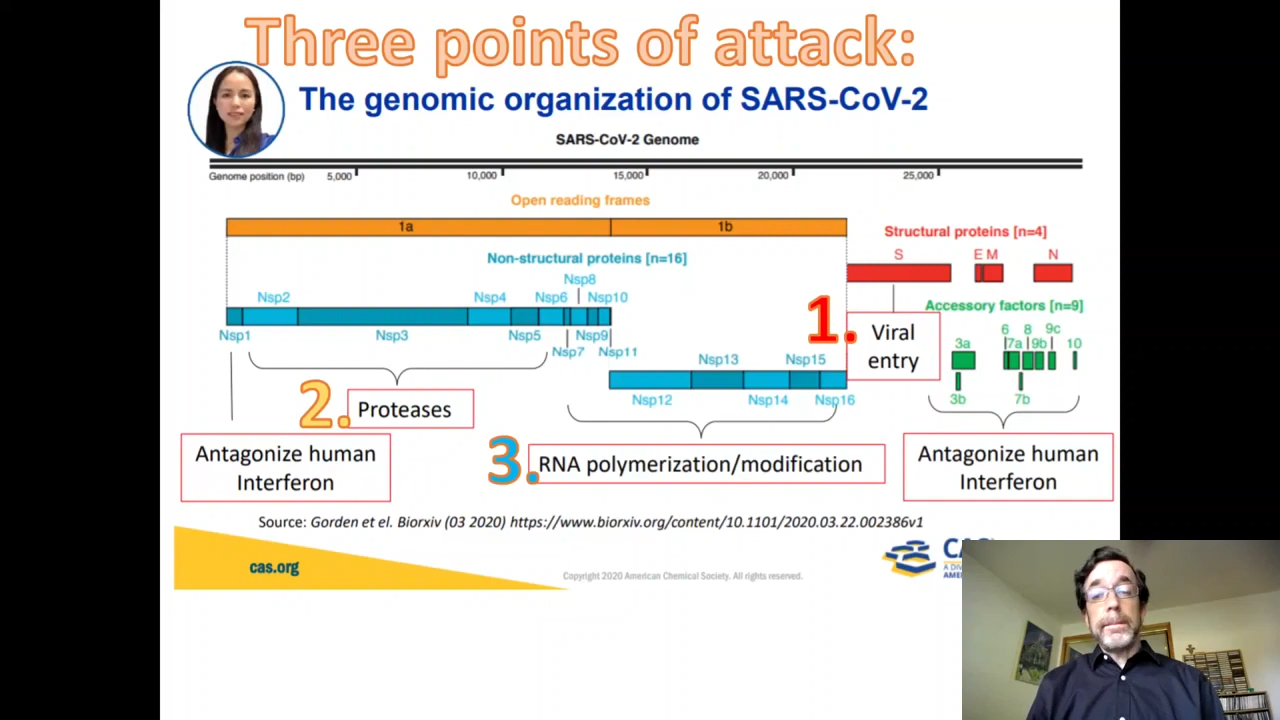 Three points of attack:
The genomic organization of SARS-CoV-2
SARS-CoV-2 Genome
Genome position (bp) 5,000 10,000 15,000 20,000 25,000
Open reading frames
1a 1b
Structural proteins [n=4]
S E M N
Non-structural proteins [n=16]
Nsp8
Nsp2 Nsp4 Nsp6 Nsp10
Nsp1 Nsp3 Nsp5 Nsp9
Nsp7 Nsp11
Accessory factors [n=9]
6 8 9c
3a 7a 9b 10
3b 7b
1.
Viral
entry
Nsp13 Nsp15
Nsp12 Nsp14 Nsp16
2.
Proteases
3.
RNA polymerization/modification
Antagonize human
Interferon
Antagonize human
Interferon
Source: Gorden et el. Biorxiv (03 2020) https://www.biorxiv.org/content/10.1101/2020.03.22.002386v1
cas.org
Copyright 2020 American Chemical Society. All rights reserved.